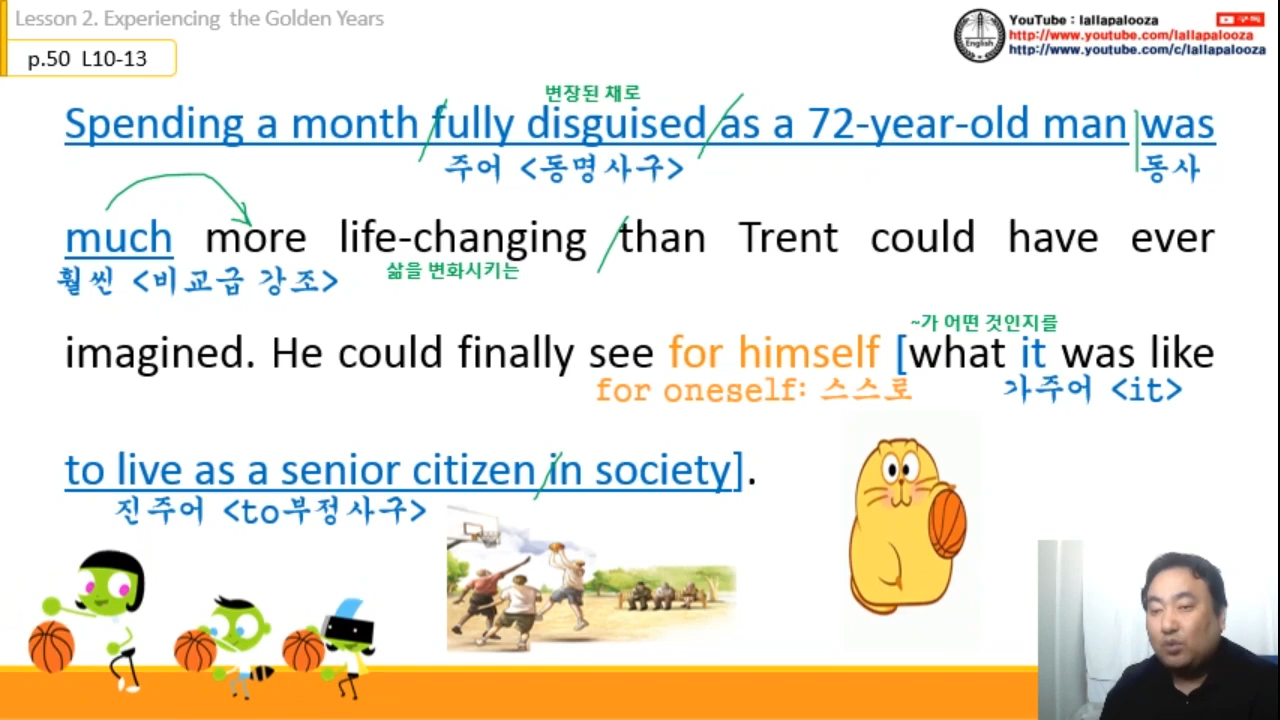 Lesson 2. Experiencing the Golden Years
p.50 L10-13
YouTube : lallapalooza
구독
http://www.youtube.com/lallapalooza
http://www.youtube.com/c/lallapalooza
English
변장된 채로
Spending a month fully disguised as a 72-year-old man was
주어 <동명사구> 동사
much more life-changing than Trent could have ever
훨씬 <비교급 강조> 삶을 변화시키는
~가 어떤 것인지를
imagined. He could finally see for himself [what it was like
for oneself: 스스로 가주어 <it>
to live as a senior citizen in society].
진주어 <to부정사구>